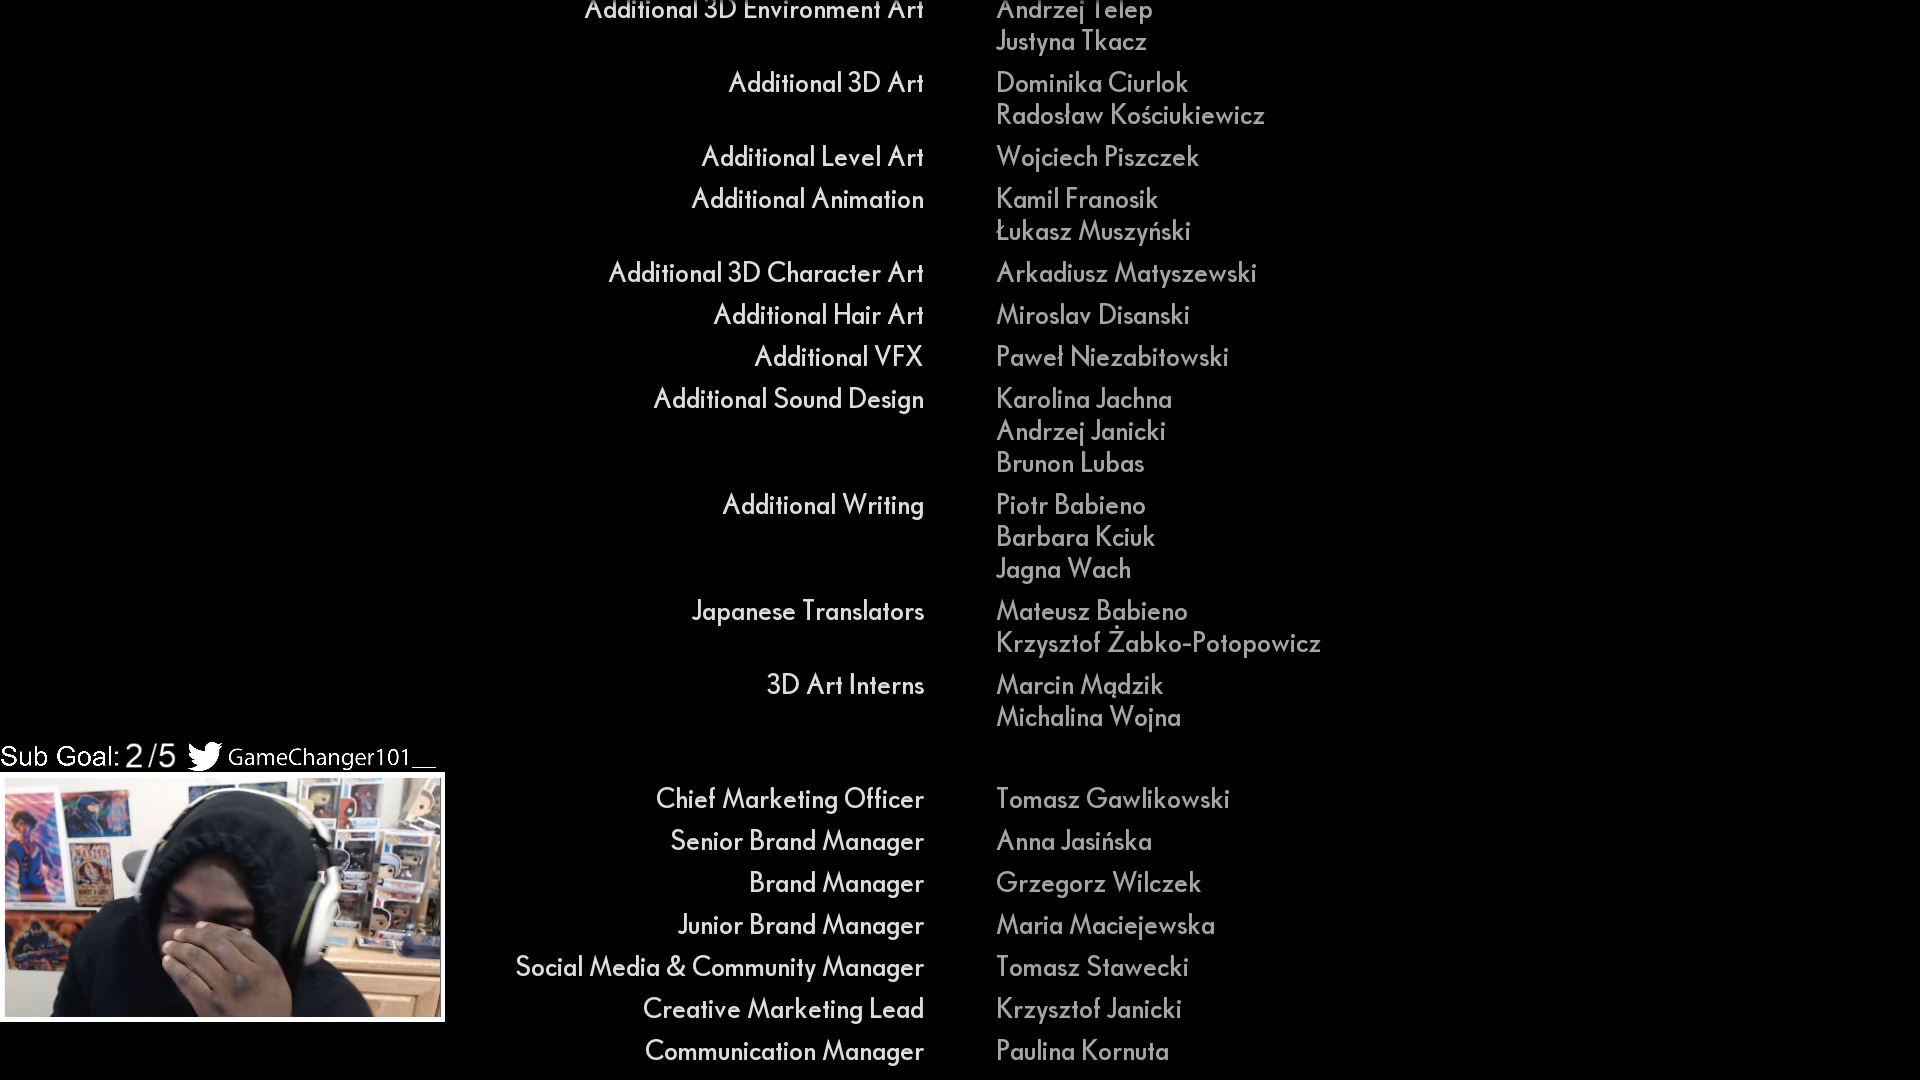 Additional 3D Environment Art Andrzej Telep
Justyna Tkacz
Additional 3D Art Dominika Ciurlok
Radosław Kościukiewicz
Additional Level Art Wojciech Piszczek
Additional Animation Kamil Franosik
Łukasz Muszyński
Additional 3D Character Art Arkadiusz Matyszewski
Additional Hair Art Miroslav Disanski
Additional VFX Paweł Niezabitowski
Additional Sound Design Karolina Jachna
Andrzej Janicki
Brunon Lubas
Additional Writing Piotr Babieno
Barbara Kciuk
Jagna Wach
Japanese Translators Mateusz Babieno
Krzysztof Żabko-Potopowicz
3D Art Interns Marcin Mądzik
Michalina Wojna
Sub Goal: 2/5 GameChanger101__
Chief Marketing Officer Tomasz Gawlikowski
Senior Brand Manager Anna Jasińska
Brand Manager Grzegorz Wilczek
Junior Brand Manager Maria Maciejewska
Social Media & Community Manager Tomasz Stawecki
Creative Marketing Lead Krzysztof Janicki
Communication Manager Paulina Kornuta
WANTED